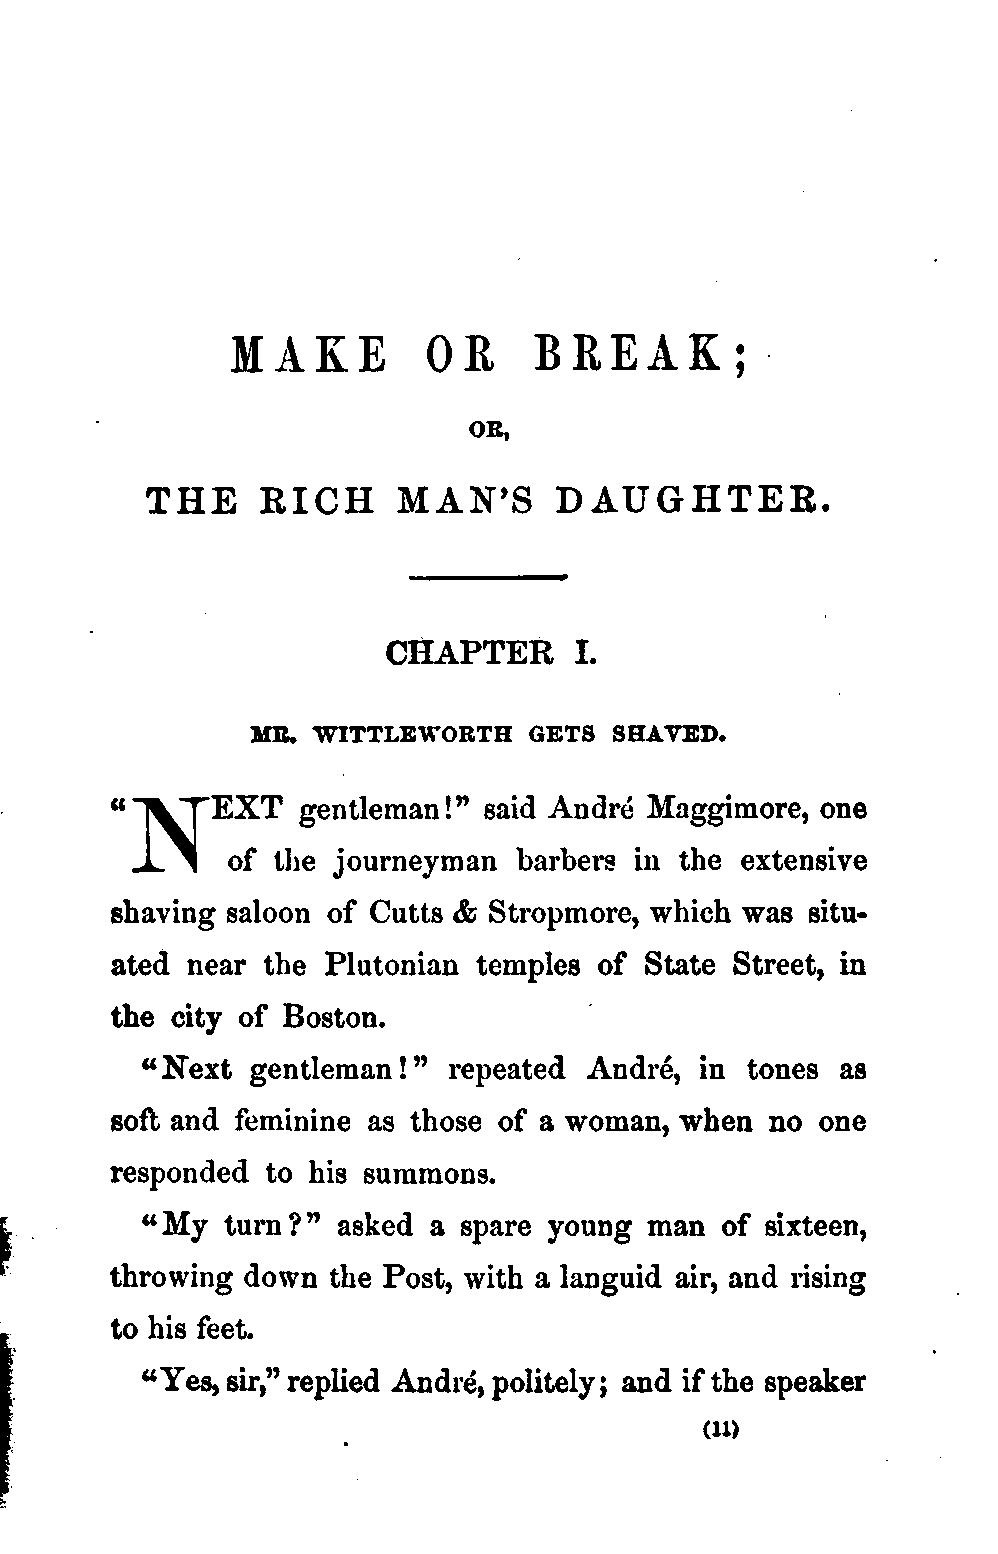 MAKE OR BREAK;
OR,
THE RICH MAN'S DAUGHTER.
CHAPTER I.
MR. WITTLEWORTH GETS SHAVED.
“NEXT gentleman!” said André Maggimore, one
of the journeyman barbers in the extensive
shaving saloon of Cutts & Stropmore, which was situ-
ated near the Plutonian temples of State Street, in
the city of Boston.
“Next gentleman!” repeated André, in tones as
soft and feminine as those of a woman, when no one
responded to his summons.
“My turn?” asked a spare young man of sixteen,
throwing down the Post, with a languid air, and rising
to his feet.
“Yes, sir,” replied André, politely; and if the speaker
(11)